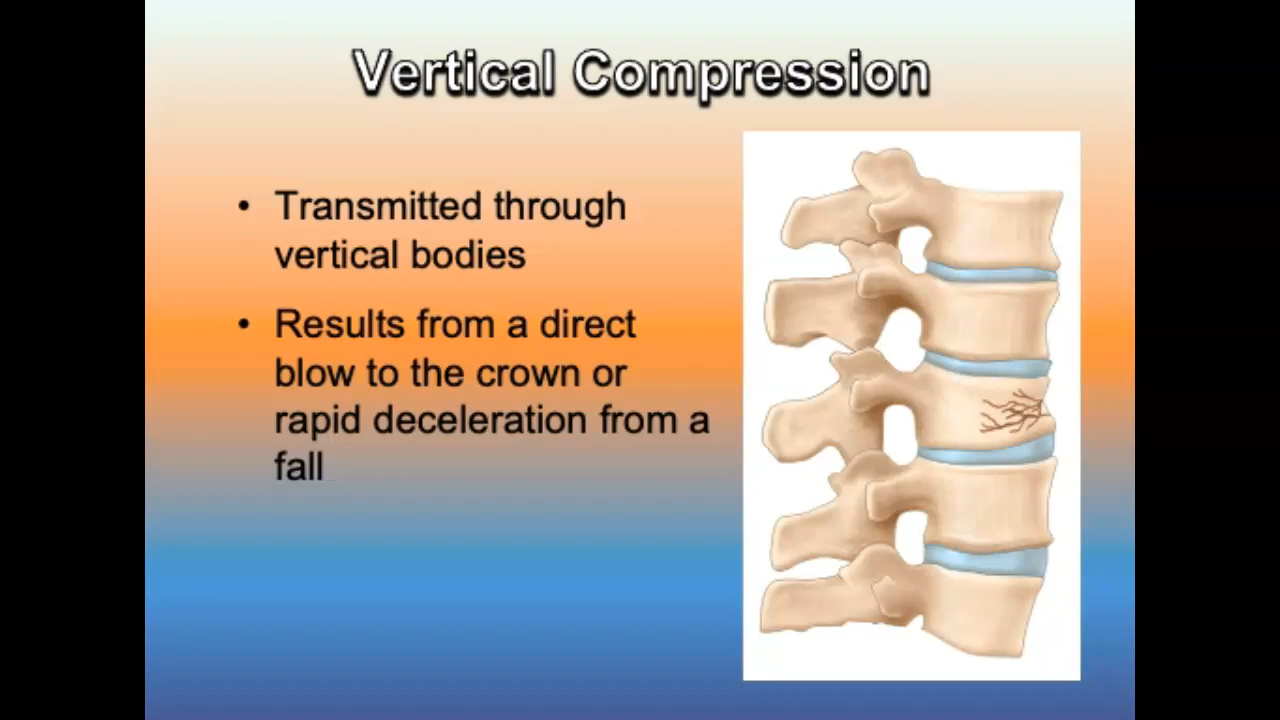 Vertical Compression
• Transmitted through
vertical bodies
• Results from a direct
blow to the crown or
rapid deceleration from a
fall